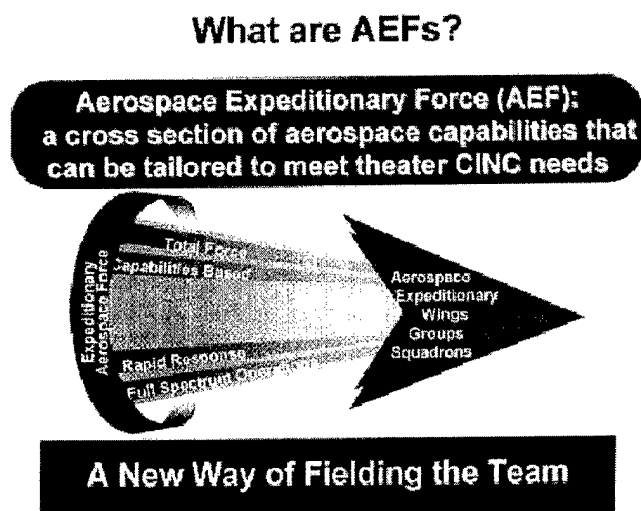 What are AEFs?
Aerospace Expeditionary Force (AEF):
a cross section of aerospace capabilities that
can be tailored to meet theater CINC needs
Expeditionary
Aerospace Force
Total Force
Capabilities Based
Rapid Response
Full Spectrum
Aerospace
Expeditionary
Wings
Groups
Squadrons
A New Way of Fielding the Team